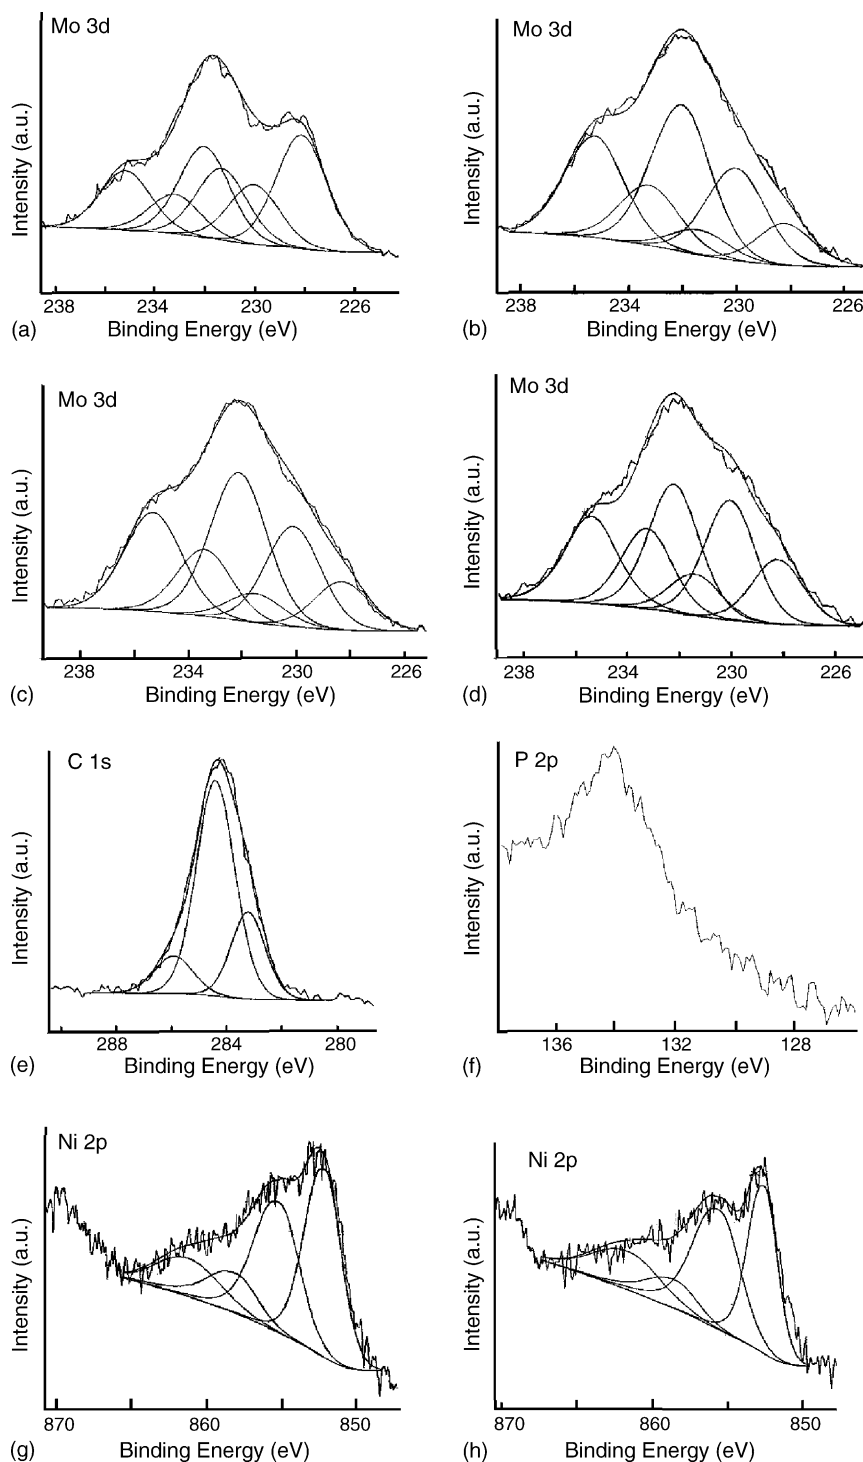 Mo 3d
Intensity (a.u.)
238 234 230 226
(a) Binding Energy (eV)
Mo 3d
Intensity (a.u.)
238 234 230 226
(b) Binding Energy (eV)
Mo 3d
Intensity (a.u.)
238 234 230 226
(c) Binding Energy (eV)
Mo 3d
Intensity (a.u.)
238 234 230 226
(d) Binding Energy (eV)
C 1s
Intensity (a.u.)
288 284 280
(e) Binding Energy (eV)
P 2p
Intensity (a.u.)
136 132 128
(f) Binding Energy (eV)
Ni 2p
Intensity (a.u.)
870 860 850
(g) Binding Energy (eV)
Ni 2p
Intensity (a.u.)
870 860 850
(h) Binding Energy (eV)